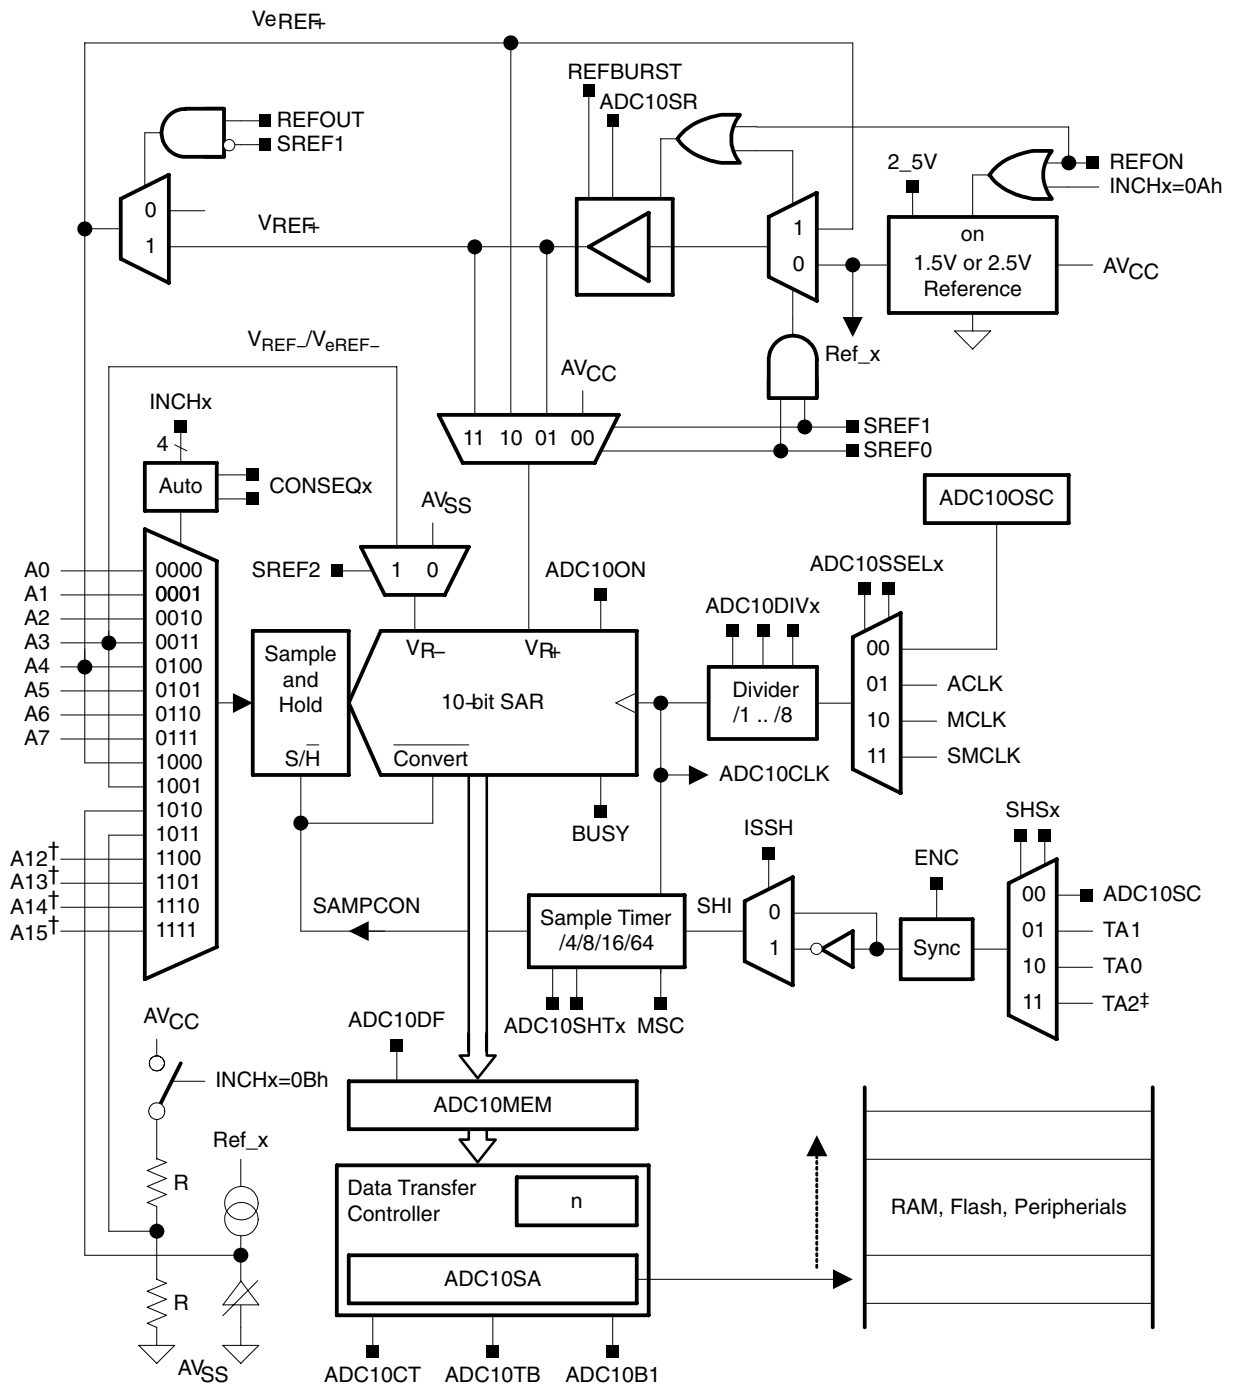 VeREF+
REFBURST
ADC10SR
REFOUT
SREF1
2_5V
REFON
INCHx=0Ah
0
1
VREF+
1
0
on
1.5V or 2.5V
Reference
AVCC
Ref_x
VREF−/VeREF−
AVCC
INCHx
4
11 10 01 00
SREF1
SREF0
Auto
CONSEQx
AVSS
ADC10OSC
SREF2
1 0
ADC10ON
ADC10SSELx
ADC10DIVx
A0
A1
A2
A3
A4
A5
A6
A7
A12†
A13†
A14†
A15†
0000
0001
0010
0011
0100
0101
0110
0111
1000
1001
1010
1011
1100
1101
1110
1111
Sample
and
Hold
S/H
VR−
VR+
10−bit SAR
Convert
Divider
/1 .. /8
00
01
10
11
ACLK
MCLK
SMCLK
ADC10CLK
BUSY
ISSH
SHSx
ENC
SAMPCON
Sample Timer
/4/8/16/64
SHI
0
1
Sync
00
01
10
11
ADC10SC
TA1
TA0
TA2‡
ADC10DF
ADC10SHTx
MSC
AVCC
INCHx=0Bh
ADC10MEM
Ref_x
R
Data Transfer
Controller
n
RAM, Flash, Peripherials
ADC10SA
R
AVSS
ADC10CT
ADC10TB
ADC10B1